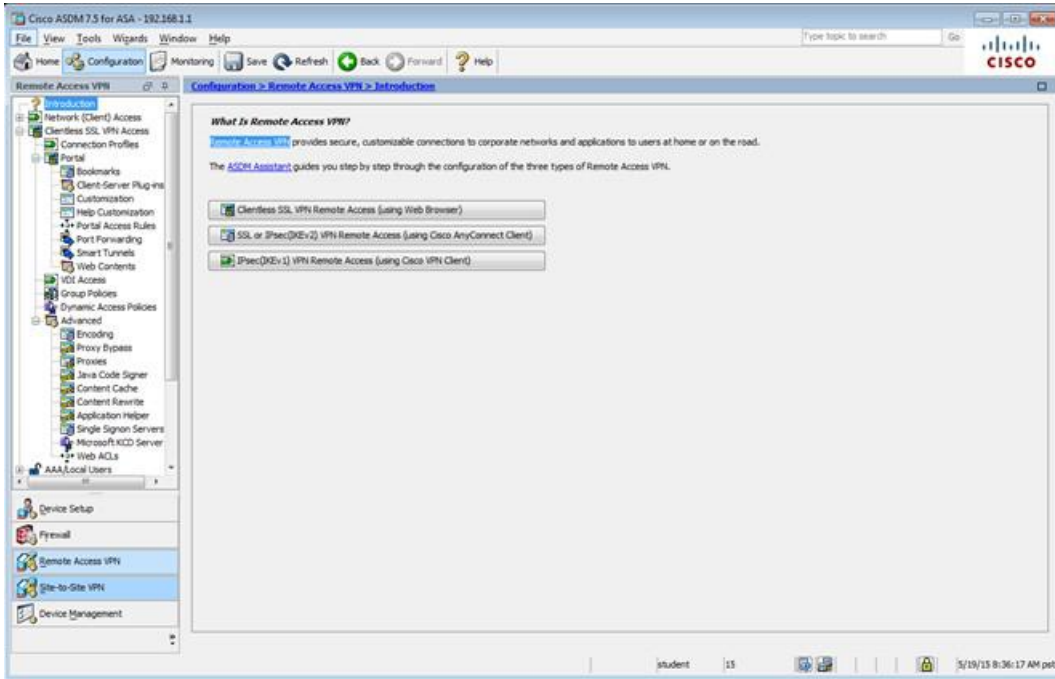 Cisco ASDM 7.5 for ASA - 192.168.1.1
File View Tools Wizards Window Help
Type topic to search Go
Home Configuration Monitoring Save Refresh Back Forward Help
CISCO
Remote Access VPN
Configuration > Remote Access VPN > Introduction
Introduction
Network (Client) Access
Clientless SSL VPN Access
Connection Profiles
Portal
Bookmarks
Client-Server Plug-ins
Customization
Help Customization
Portal Access Rules
Port Forwarding
Smart Tunnels
Web Contents
VDI Access
Group Policies
Dynamic Access Policies
Advanced
Encoding
Proxy Bypass
Proxies
Java Code Signer
Content Cache
Content Rewrite
Application Helper
Single Signon Servers
Microsoft KCD Server
Web ACLs
AAA/Local Users
Device Setup
Firewall
Remote Access VPN
Site-to-Site VPN
Device Management
What Is Remote Access VPN?
Remote Access VPN provides secure, customizable connections to corporate networks and applications to users at home or on the road.
The ASDM Assistant guides you step by step through the configuration of the three types of Remote Access VPN.
Clientless SSL VPN Remote Access (using Web Browser)
SSL or IPsec(IKEv2) VPN Remote Access (using Cisco AnyConnect Client)
IPsec(IKEv1) VPN Remote Access (using Cisco VPN Client)
student 15 5/19/15 8:36:17 AM pst